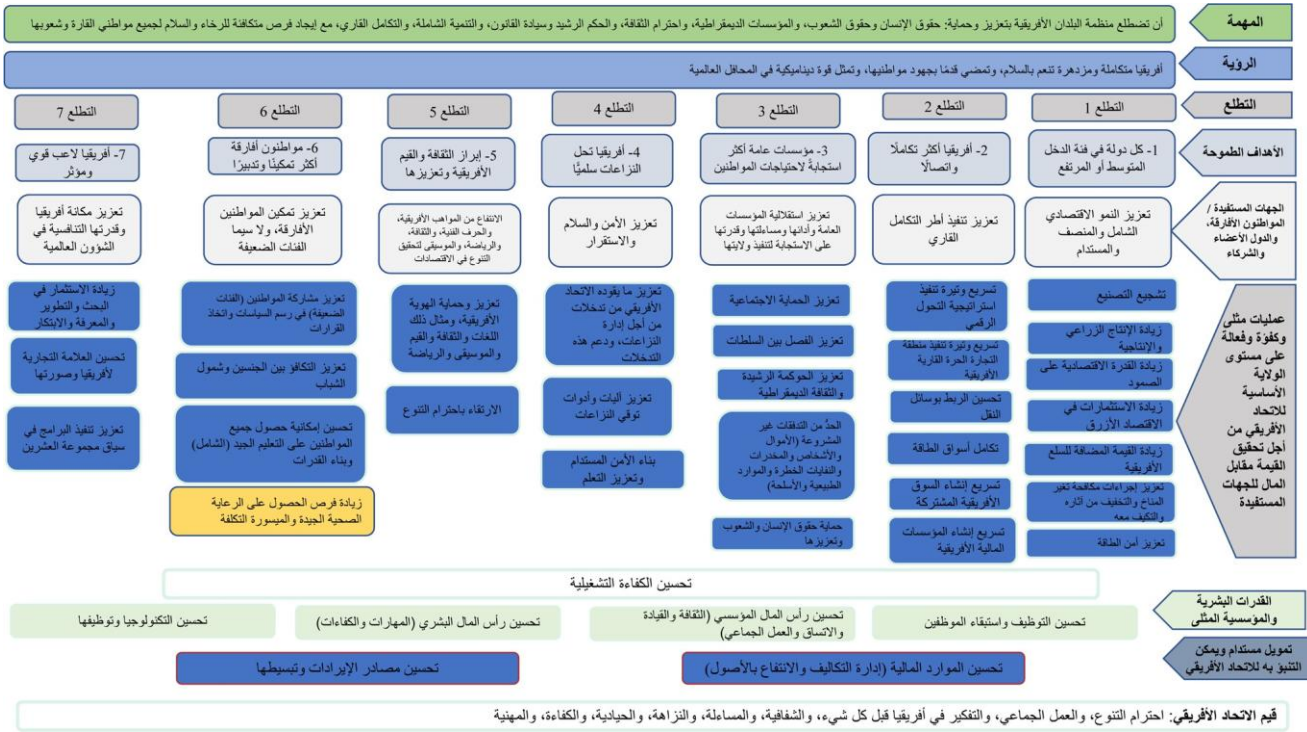 المهمة
أن تضطلع منظمة البلدان الأفريقية بتعزيز وحماية: حقوق الإنسان وحقوق الشعوب، والمؤسسات الديمقراطية، واحترام الثقافة، والحكم الرشيد وسيادة القانون، والتنمية الشاملة، والتكامل القاري، مع إيجاد فرص متكافئة للرخاء والسلام لجميع مواطني القارة وشعوبها
الرؤية
أفريقيا متكاملة ومزدهرة تنعم بالسلام، وتمضي قدمًا بجهود مواطنيها، وتمثل قوة ديناميكية في المحافل العالمية
التطلع
التطلع 1
التطلع 2
التطلع 3
التطلع 4
التطلع 5
التطلع 6
التطلع 7
الأهداف الطموحة
1- كل دولة في فئة الدخل
المتوسط أو المرتفع
2- أفريقيا أكثر تكاملًا
واتصالًا
3- مؤسسات عامة أكثر
استجابةً لاحتياجات المواطنين
4- أفريقيا تحل
النزاعات سلميًا
5- إبراز الثقافة والقيم
الأفريقية وتعزيزها
6- مواطنون أفارقة
أكثر تمكينًا وتدبيرًا
7- أفريقيا لاعب قوي
ومؤثر
الجهات المستفيدة /
المواطنون الأفارقة،
والدول الأعضاء
والشركاء
تعزيز النمو الاقتصادي
الشامل والمنصف
والمستدام
تعزيز تنفيذ أطر التكامل
القاري
تعزيز استقلالية المؤسسات
العامة وأدائها ومساءلتها وقدرتها
على الاستجابة لتنفيذ ولايتها
تعزيز الأمن والسلام
والاستقرار
الانتفاع من المواهب الأفريقية،
والحرف الفنية، والثقافة،
والرياضة، والموسيقى لتحقيق
التنوع في الاقتصادات
تعزيز تمكين المواطنين
الأفارقة، ولا سيما
الفئات الضعيفة
تعزيز مكانة أفريقيا
وقدرتها التنافسية في
الشؤون العالمية
عمليات مثلى
وكفؤة وفعالة
على مستوى
الولاية
الأساسية
للاتحاد
الأفريقي من
أجل تحقيق
القيمة مقابل
المال للجهات
المستفيدة
تشجيع التصنيع
زيادة الإنتاج الزراعي
والإنتاجية
زيادة القدرة الاقتصادية على
الصمود
زيادة الاستثمارات في
الاقتصاد الأزرق
زيادة القيمة المضافة للسلع
الأفريقية
تعزيز إجراءات مكافحة تغير
المناخ والتخفيف من آثاره
والتكيف معه
تعزيز أمن الطاقة
تسريع وتيرة تنفيذ
استراتيجية التحول
الرقمي
تسريع وتيرة تنفيذ منطقة
التجارة الحرة القارية
الأفريقية
تحسين الربط بوسائل
النقل
تكامل أسواق الطاقة
تسريع إنشاء السوق
الأفريقية المشتركة
تسريع إنشاء المؤسسات
المالية الأفريقية
تعزيز الحماية الاجتماعية
تعزيز الفصل بين السلطات
تعزيز الحوكمة الرشيدة
والثقافة الديمقراطية
الحدُّ من التدفقات غير
المشروعة (الأموال
والأشخاص والمخدرات
والنفايات الخطرة والموارد
الطبيعية والأسلحة)
حماية حقوق الإنسان والشعوب
وتعزيزها
تعزيز ما يقوده الاتحاد
الأفريقي من تدخلات
من أجل إدارة
النزاعات، ودعم هذه
التدخلات
تعزيز آليات وأدوات
توقي النزاعات
بناء الأمن المستدام
وتعزيز التعلم
تعزيز وحماية الهوية
الأفريقية، ومثال ذلك
اللغات والثقافة والقيم
والموسيقى والرياضة
الارتقاء باحترام التنوع
تعزيز مشاركة المواطنين (الفئات
الضعيفة) في رسم السياسات واتخاذ
القرارات
تعزيز التكافؤ بين الجنسين وشمول
الشباب
تحسين إمكانية حصول جميع
المواطنين على التعليم الجيد (الشامل)
وبناء القدرات
زيادة فرص الحصول على الرعاية
الصحية الجيدة والميسورة التكلفة
زيادة الاستثمار في
البحث والتطوير
والمعرفة والابتكار
تحسين العلامة التجارية
لأفريقيا وصورتها
تعزيز تنفيذ البرامج في
سياق مجموعة العشرين
تحسين الكفاءة التشغيلية
القدرات البشرية
والمؤسسية المثلى
تحسين التوظيف واستبقاء الموظفين
تحسين رأس المال المؤسسي (الثقافة والقيادة
والاتساق والعمل الجماعي)
تحسين رأس المال البشري (المهارات والكفاءات)
تحسين التكنولوجيا وتوظيفها
تمويل مستدام ويمكن
التنبؤ به للاتحاد الأفريقي
تحسين الموارد المالية (إدارة التكاليف والانتفاع بالأصول)
تحسين مصادر الإيرادات وتبسيطها
قيم الاتحاد الأفريقي: احترام التنوع، والعمل الجماعي، والتفكير في أفريقيا قبل كل شيء، والشفافية، والمساءلة، والنزاهة، والحيادية، والكفاءة، والمهنية